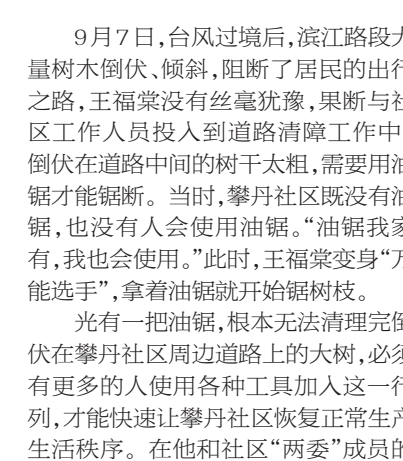 9月7日,台风过境后,滨江路段大
量树木倒伏、倾斜,阻断了居民的出行
之路,王福棠没有丝毫犹豫,果断与社
区工作人员投入到道路清障工作中
倒伏在道路中间的树干太粗,需要用油
锯才能锯断。当时,攀丹社区既没有油
锯,也没有人会使用油锯。“油锯我家
有,我也会使用。”此时,王福棠变身“万
能选手”,拿着油锯就开始锯树枝。
光有一把油锯,根本无法清理完倒
伏在攀丹社区周边道路上的大树,必须
有更多的人使用各种工具加入这一行
列,才能快速让攀丹社区恢复正常生产
生活秩序。在他和社区“两委”成员的